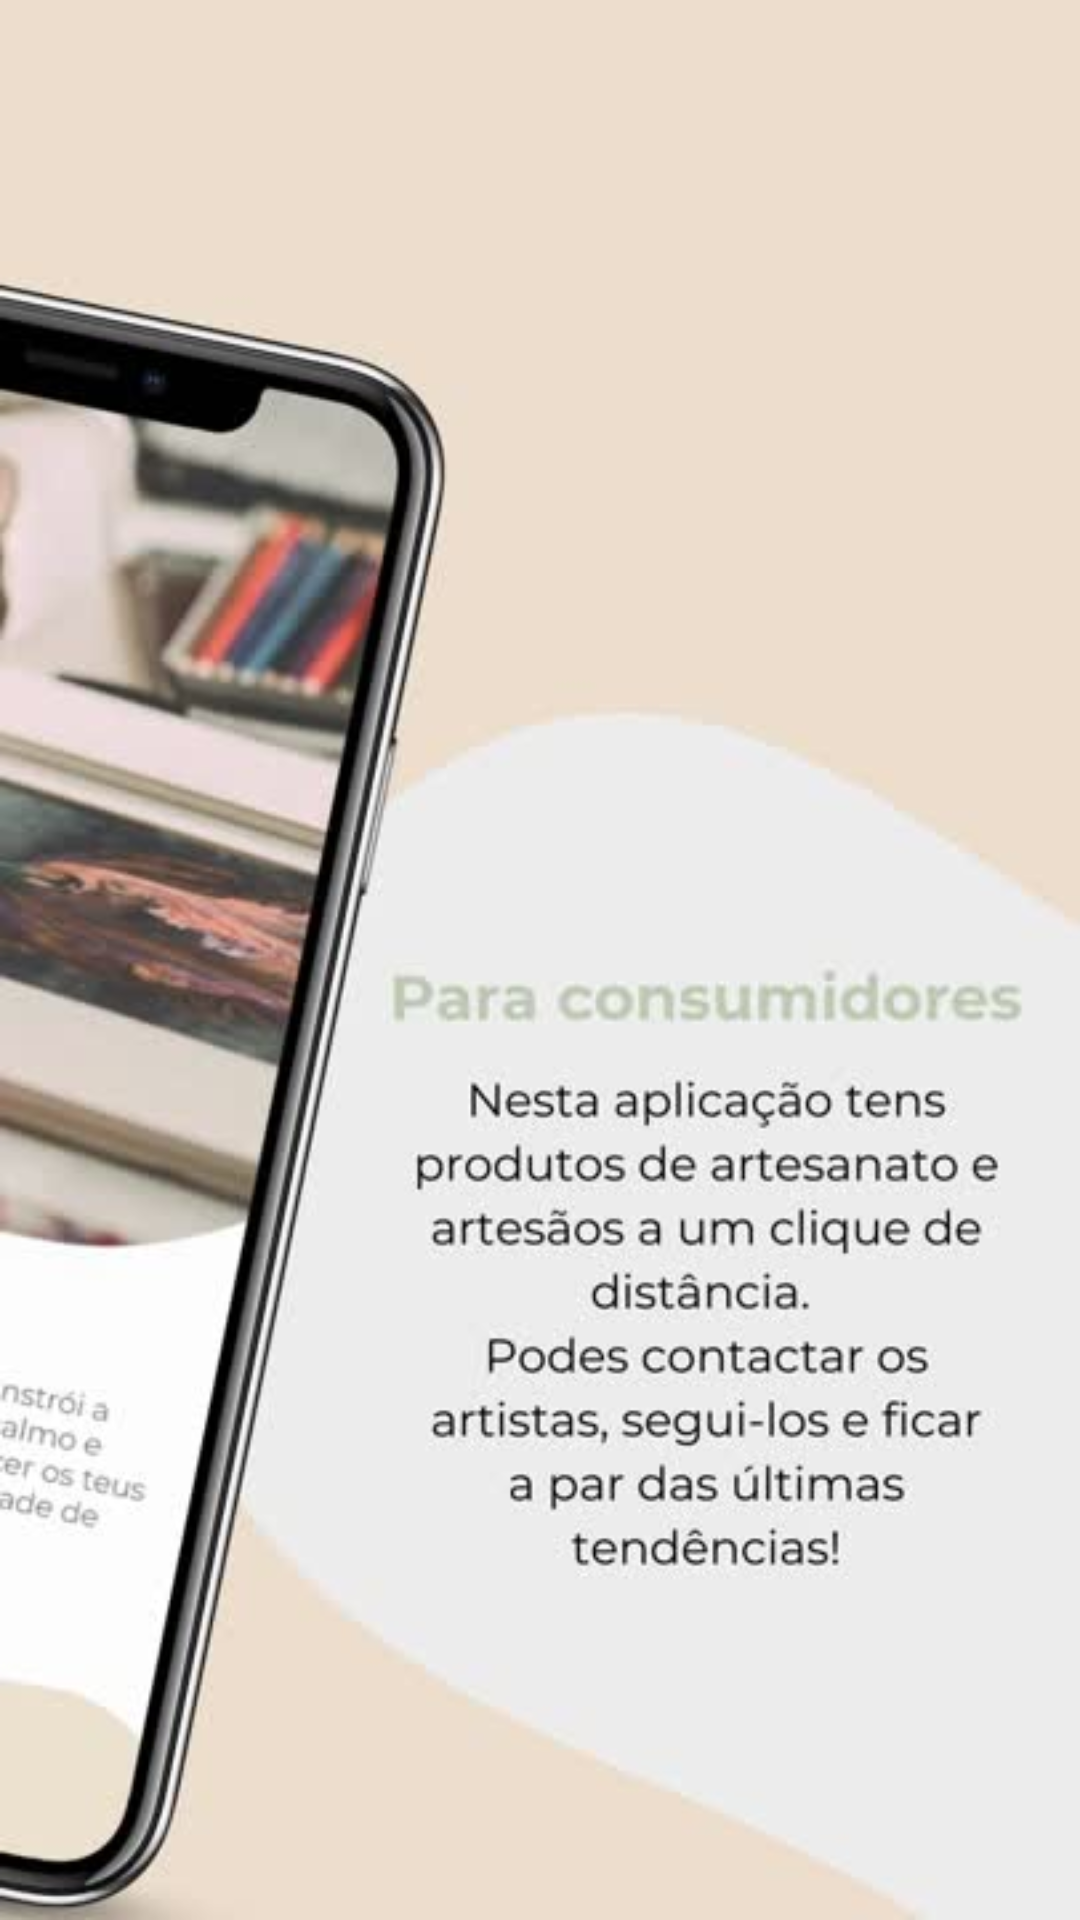 Para consumidores
Nesta aplicação tens
produtos de artesanato e
artesãos a um clique de
distância.
Podes contactar os
artistas, segui-los e ficar
a par das últimas
tendências!
nstrói a
almo e
er os teus
ade de